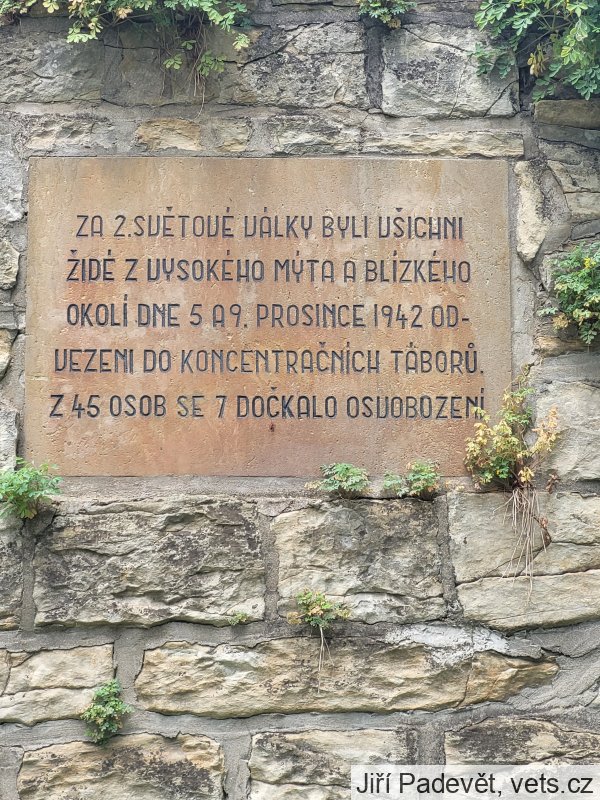 ZA 2. SVĚTOVÉ VÁLKY BYLI VŠICHNI
ŽIDÉ Z VYSOKÉHO MÝTA A BLÍZKÉHO
OKOLÍ DNE 5 A 9. PROSINCE 1942 OD-
VEZENI DO KONCENTRAČNÍCH TÁBORŮ.
Z 45 OSOB SE 7 DOČKALO OSVOBOZENÍ
Jiří Padevět, vets.cz